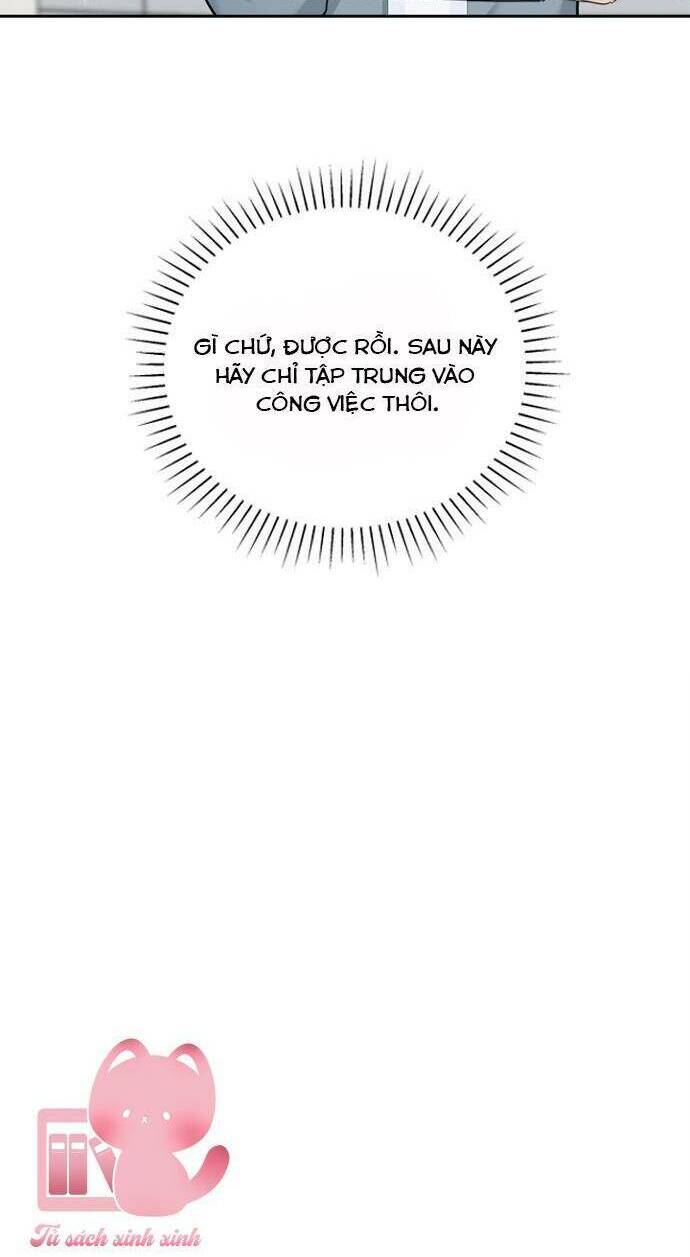 GÌ CHỨ, ĐƯỢC RỒI. SAU NÀY
HÃY CHỈ TẬP TRUNG VÀO
CÔNG VIỆC THÔI.
Tủ sách xinh xinh